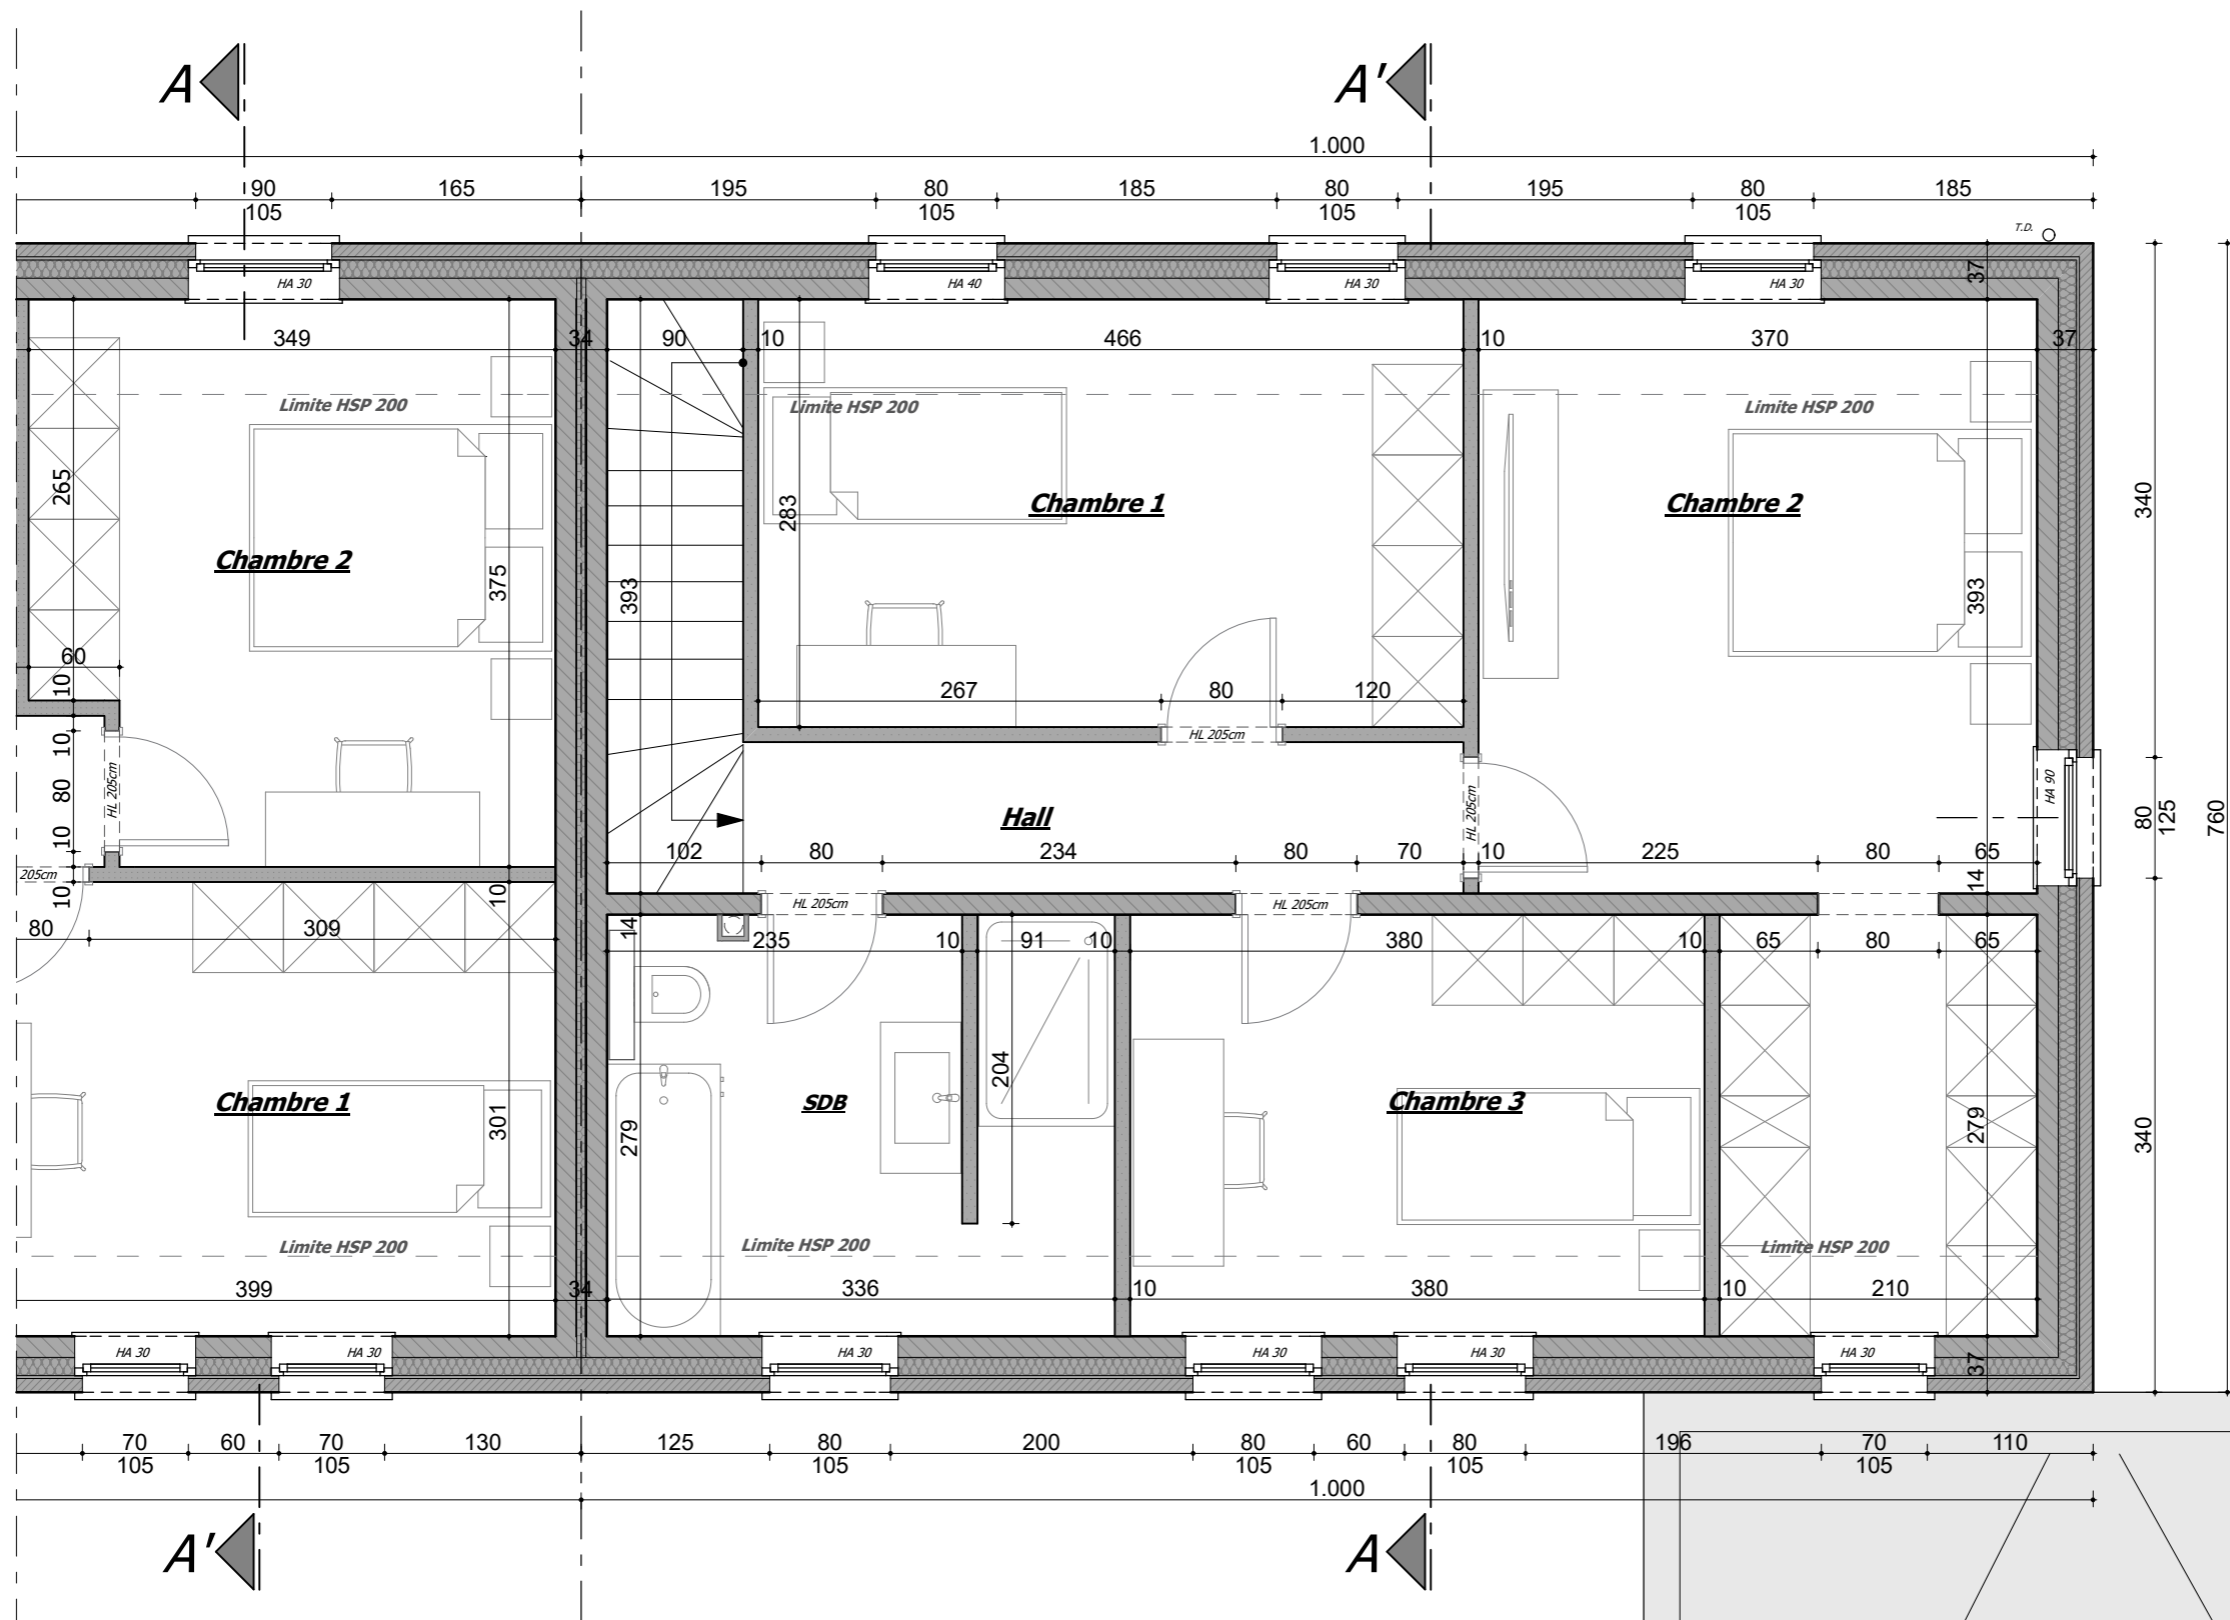 A
A'
1.000
90 165 195 80 185 80 195 80 185
105 105 105 105
T.D.
HA 30 HA 40 HA 30 HA 30
37
349 34 90 10 466 10 370 37
Limite HSP 200 Limite HSP 200 Limite HSP 200
265
283
340
Chambre 1 Chambre 2
Chambre 2
375
393
393
60
10
267 80 120
10
HL 205cm
80
HL 205cm
HL 205cm
HA 90
80
125
760
Hall
10
102 80 234 80 70 10 225 80 65
205cm
10
10
14
HL 205cm HL 205cm
80 309
14
235 10 91 10 380 10 65 80 65
204
Chambre 1 SDB Chambre 3
301
279
279
340
Limite HSP 200 Limite HSP 200 Limite HSP 200
399 34 336 10 380 10 210
HA 30 HA 30 HA 30 HA 30 HA 30 HA 30
37
70 60 70 130 125 80 200 80 60 80 196 70 110
105 105 105 105 105 105
1.000
A'
A